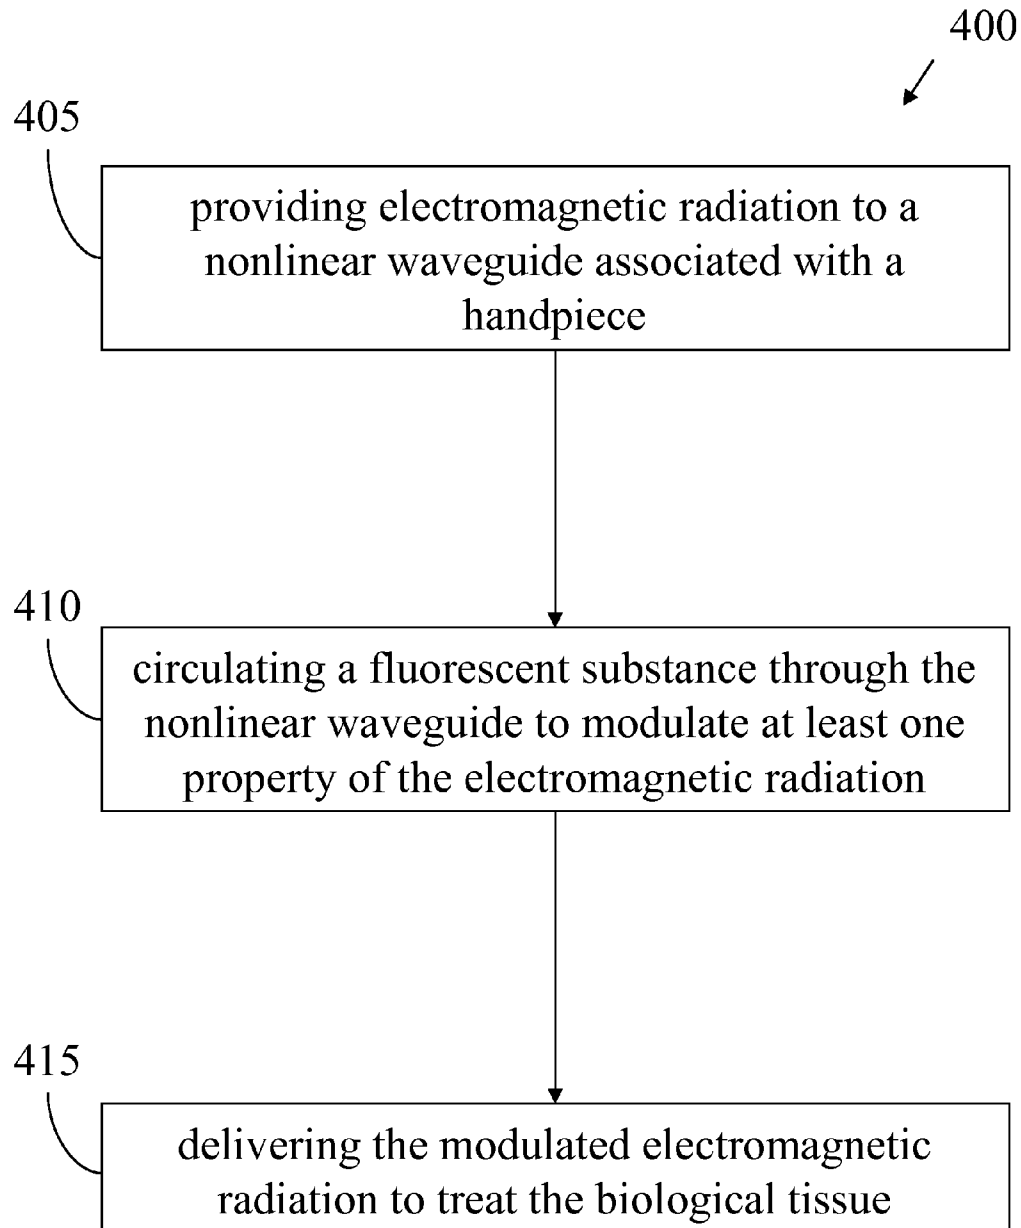 400
405
providing electromagnetic radiation to a
nonlinear waveguide associated with a
handpiece
410
circulating a fluorescent substance through the
nonlinear waveguide to modulate at least one
property of the electromagnetic radiation
415
delivering the modulated electromagnetic
radiation to treat the biological tissue